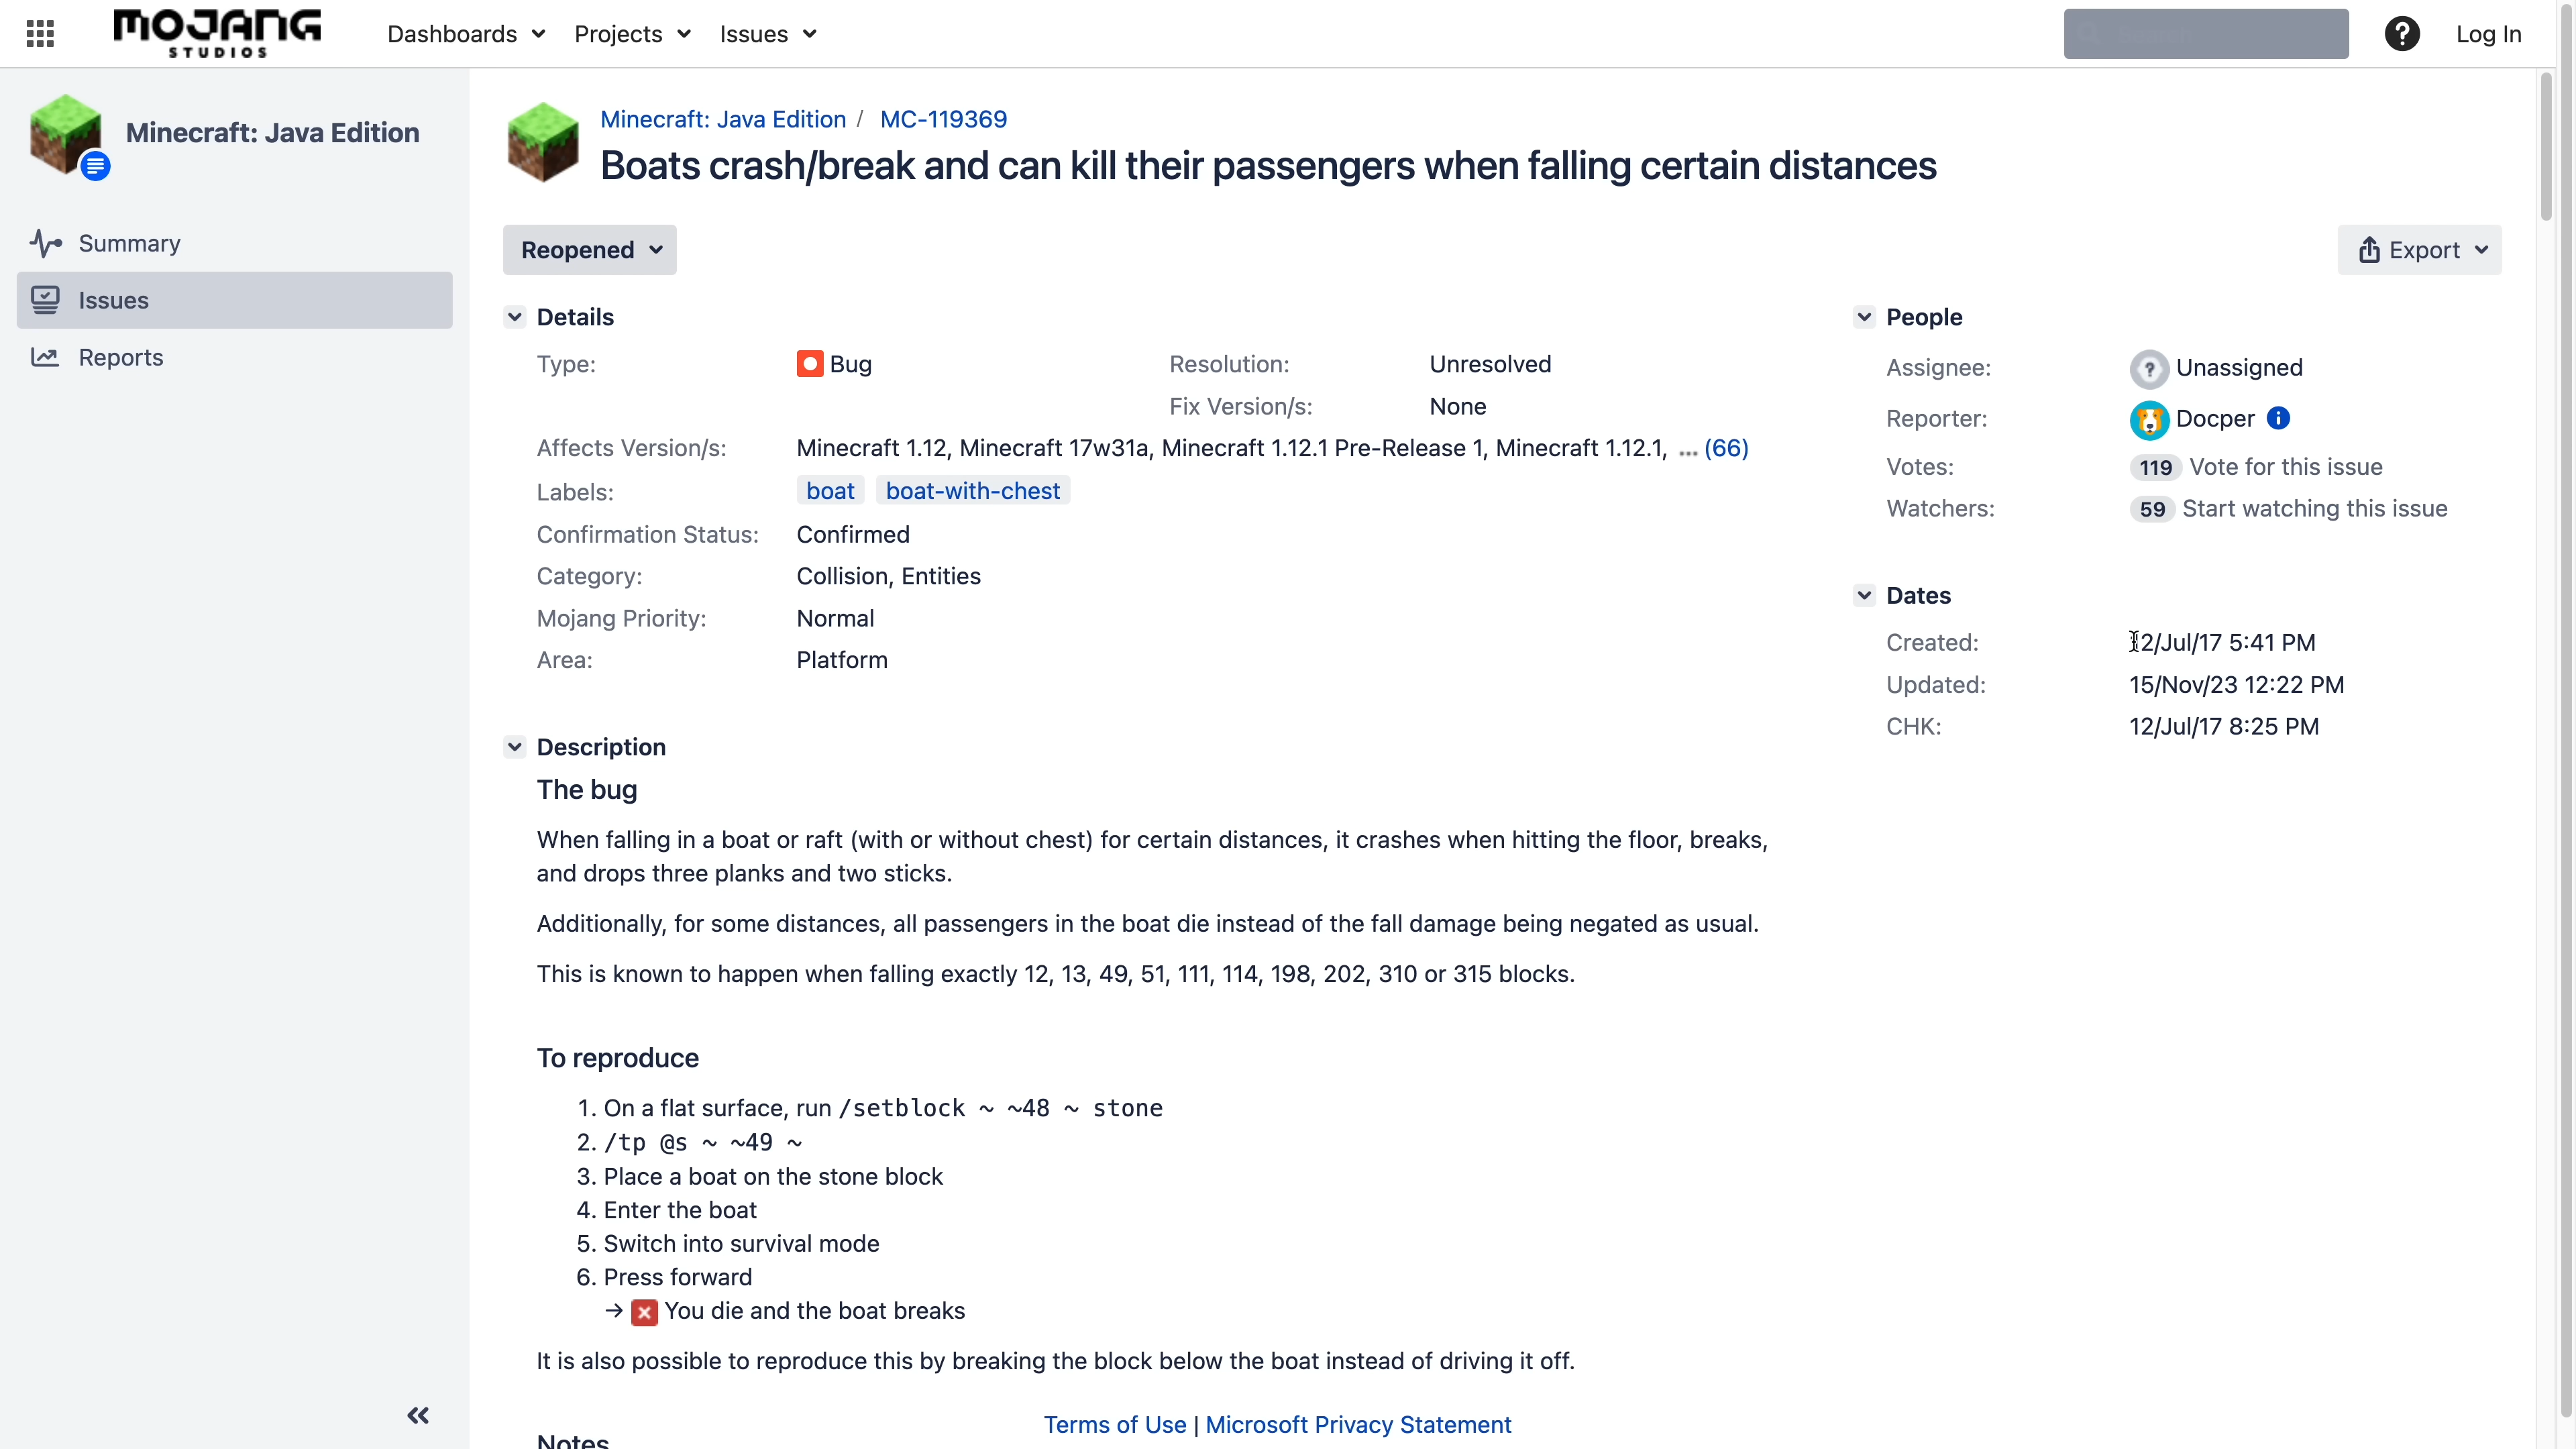 MOJANG
STUDIOS
Dashboards
Projects
Issues
Log In
Minecraft: Java Edition
Summary
Issues
Reports
Minecraft: Java Edition / MC-119369
Boats crash/break and can kill their passengers when falling certain distances
Reopened
Export
Details
Type: Bug
Resolution: Unresolved
Fix Version/s: None
Affects Version/s: Minecraft 1.12, Minecraft 17w31a, Minecraft 1.12.1 Pre-Release 1, Minecraft 1.12.1, ... (66)
Labels: boat boat-with-chest
Confirmation Status: Confirmed
Category: Collision, Entities
Mojang Priority: Normal
Area: Platform
People
Assignee: Unassigned
Reporter: Docper
Votes: 119 Vote for this issue
Watchers: 59 Start watching this issue
Dates
Created: 12/Jul/17 5:41 PM
Updated: 15/Nov/23 12:22 PM
CHK: 12/Jul/17 8:25 PM
Description
The bug
When falling in a boat or raft (with or without chest) for certain distances, it crashes when hitting the floor, breaks,
and drops three planks and two sticks.
Additionally, for some distances, all passengers in the boat die instead of the fall damage being negated as usual.
This is known to happen when falling exactly 12, 13, 49, 51, 111, 114, 198, 202, 310 or 315 blocks.
To reproduce
1. On a flat surface, run /setblock ~ ~48 ~ stone
2. /tp @s ~ ~49 ~
3. Place a boat on the stone block
4. Enter the boat
5. Switch into survival mode
6. Press forward
→ You die and the boat breaks
It is also possible to reproduce this by breaking the block below the boat instead of driving it off.
Notes
Terms of Use | Microsoft Privacy Statement